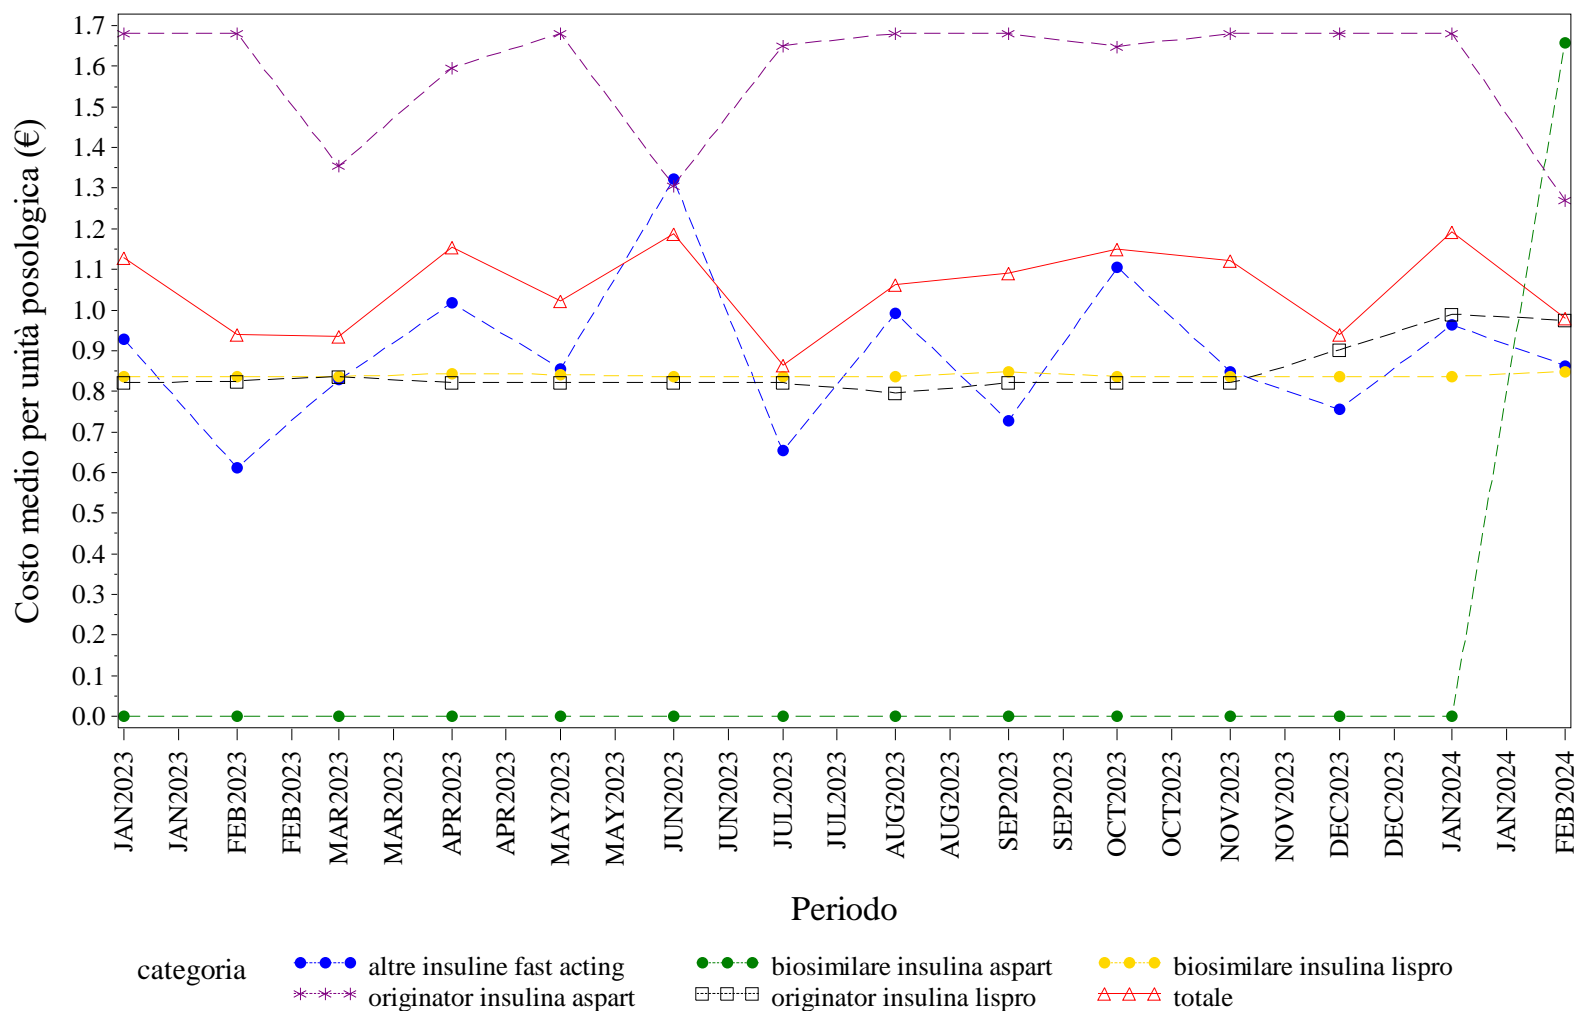 Costo medio per unità posologica (€)
1.7
1.6
1.5
1.4
1.3
1.2
1.1
1.0
0.9
0.8
0.7
0.6
0.5
0.4
0.3
0.2
0.1
0.0
JAN2023
JAN2023
FEB2023
FEB2023
MAR2023
MAR2023
APR2023
APR2023
MAY2023
MAY2023
JUN2023
JUN2023
JUL2023
JUL2023
AUG2023
AUG2023
SEP2023
SEP2023
OCT2023
OCT2023
NOV2023
NOV2023
DEC2023
DEC2023
JAN2024
JAN2024
FEB2024
Periodo
categoria
altre insuline fast acting
biosimilare insulina aspart
biosimilare insulina lispro
originator insulina aspart
originator insulina lispro
totale